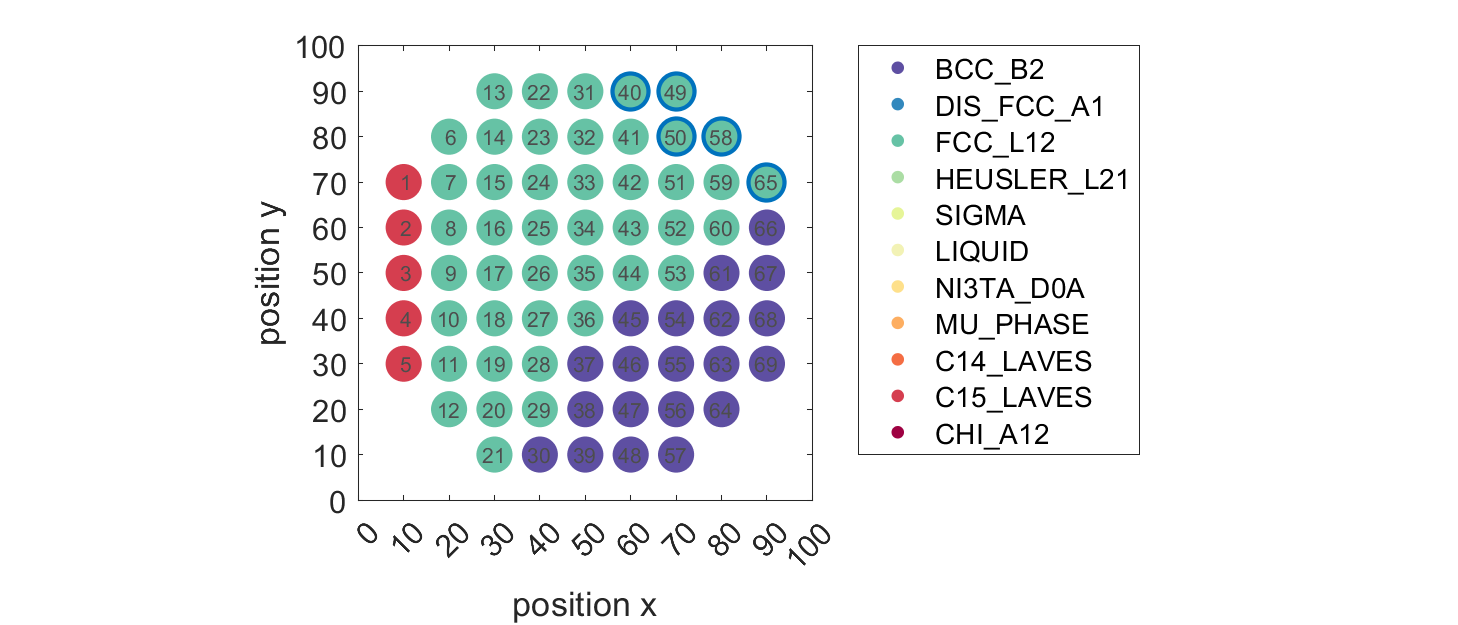 100
90
80
70
60
50
40
30
20
10
0
13 22 31 40 49
6 14 23 32 41 50 58
1 7 15 24 33 42 51 59 65
2 8 16 25 34 43 52 60 66
3 9 17 26 35 44 53 61 67
4 10 18 27 36 45 54 62 68
5 11 19 28 37 46 55 63 69
12 20 29 38 47 56 64
21 30 39 48 57
0 10 20 30 40 50 60 70 80 90 100
position x
position y
BCC_B2
DIS_FCC_A1
FCC_L12
HEUSLER_L21
SIGMA
LIQUID
NI3TA_D0A
MU_PHASE
C14_LAVES
C15_LAVES
CHI_A12